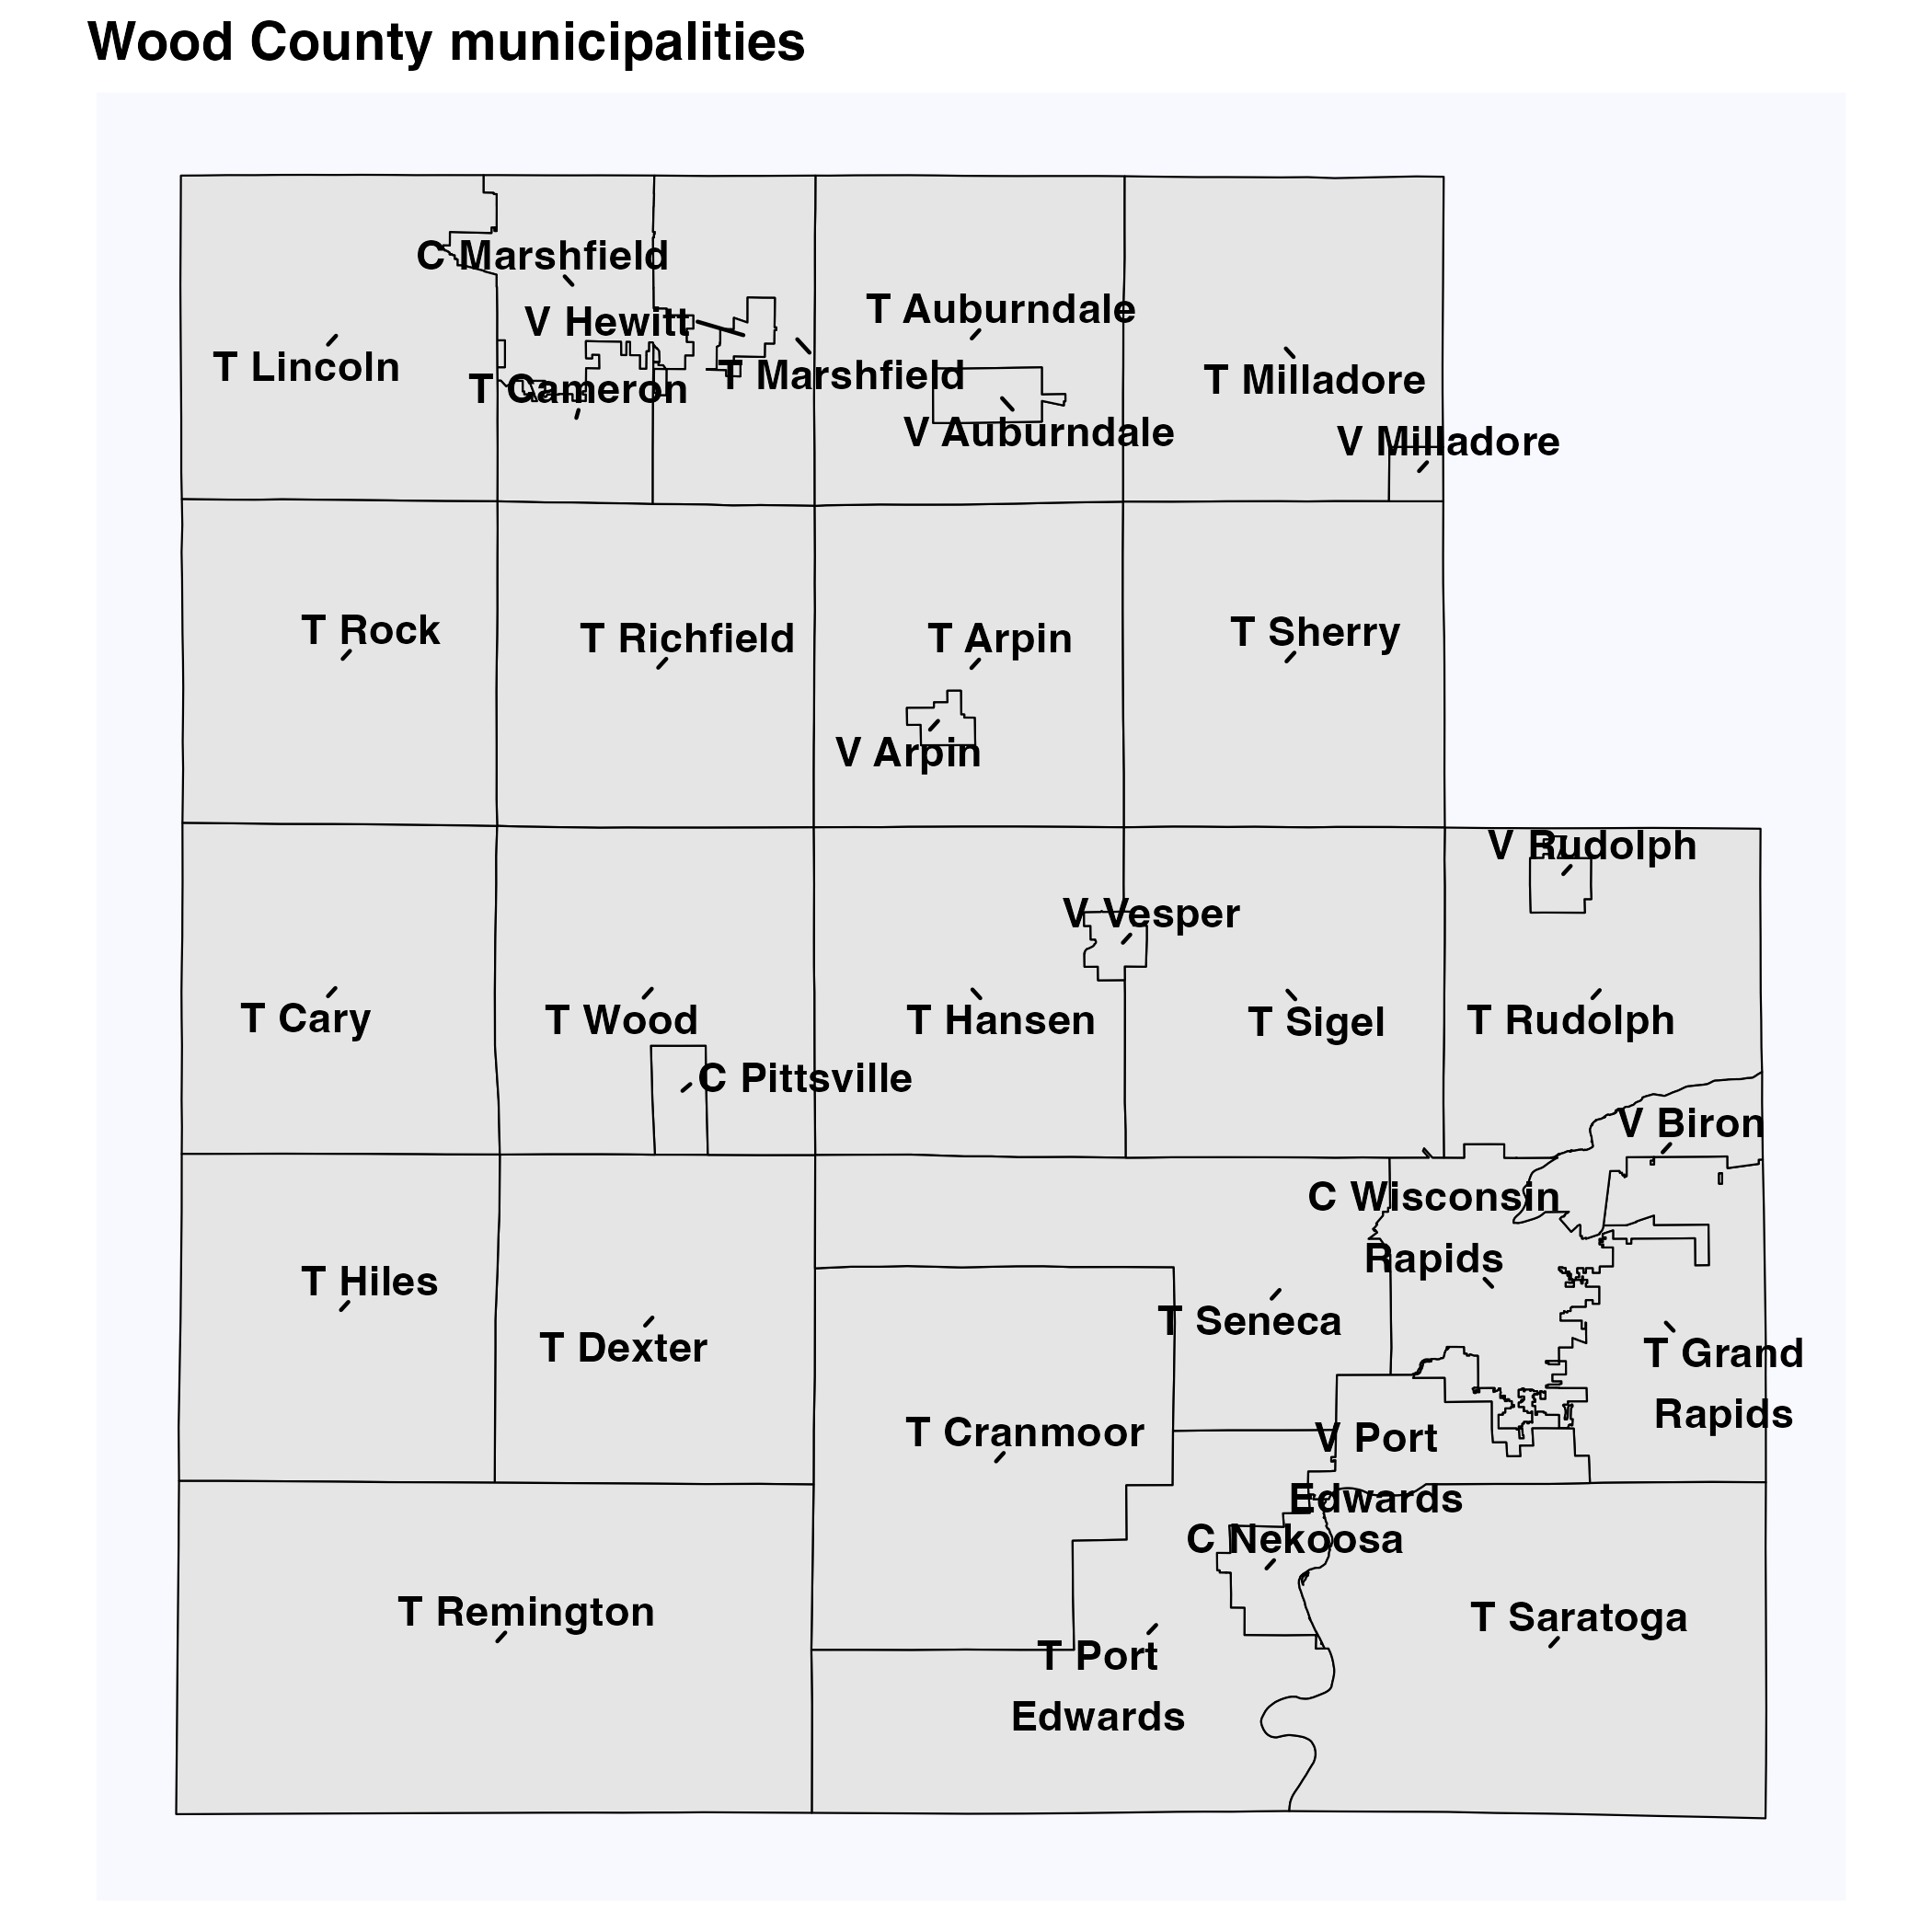 Wood County municipalities
C Marshfield
T Auburndale
V Hewitt
T Lincoln
T Marshfield
T Milladore
T Cameron
V Auburndale
V Milladore
T Rock
T Richfield
T Arpin
T Sherry
V Arpin
V Rudolph
V Vesper
T Cary
T Wood
T Hansen
T Sigel
T Rudolph
C Pittsville
V Biron
C Wisconsin
Rapids
T Hiles
T Seneca
T Dexter
T Grand
Rapids
T Cranmoor
V Port
Edwards
C Nekoosa
T Remington
T Saratoga
T Port
Edwards